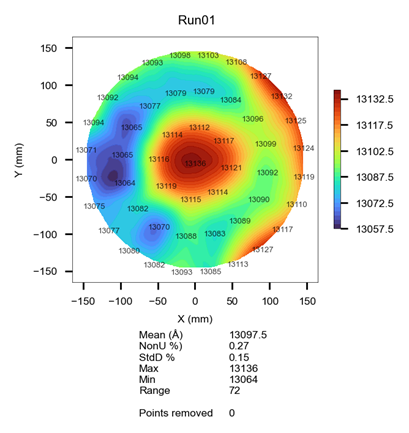 Run01
150
100
50
0
−50
−100
−150
Y (mm)
13098 13103
13093 13108
13094 13127
13079 13079 13132
13092 13084
13077
13096 13125
13094 13065 13112
13114 13117
13099 13124
13071 13065 13116 13136 13121
13070 13064 13092 13119
13119 13114
13115 13090 13110
13075 13082
13089
13077 13070 13083 13117
13088
13080 13127
13082 13113
13093 13085
−150 −100 −50 0 50 100 150
X (mm)
13132.5
13117.5
13102.5
13087.5
13072.5
13057.5
Mean (Å) 13097.5
NonU %) 0.27
StdD % 0.15
Max 13136
Min 13064
Range 72
Points removed 0